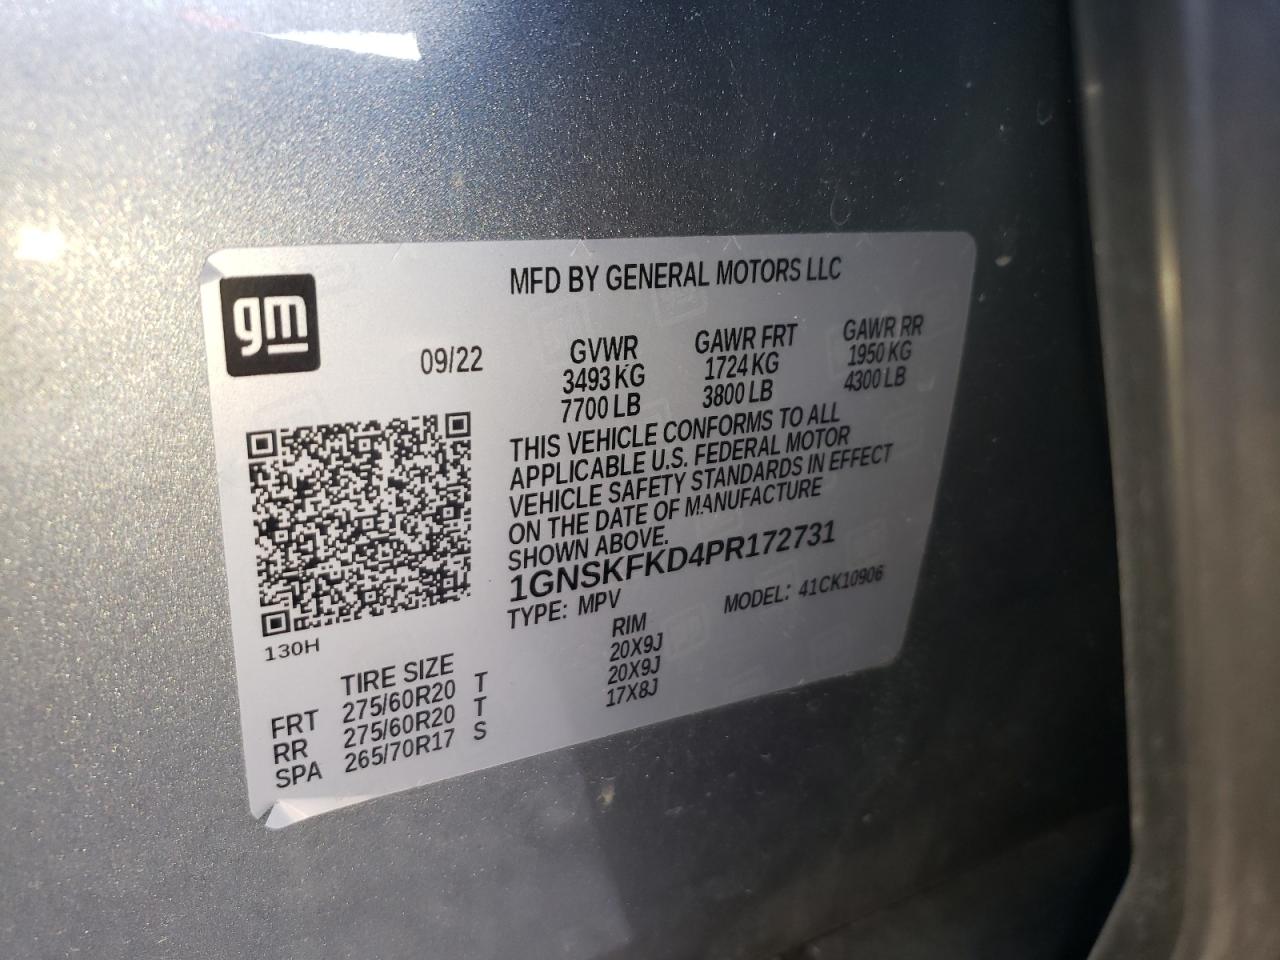 gm
MFD BY GENERAL MOTORS LLC
09/22
GVWR GAWR FRT GAWR RR
3493 KG 1724 KG 1950 KG
7700 LB 3800 LB 4300 LB
THIS VEHICLE CONFORMS TO ALL
APPLICABLE U.S. FEDERAL MOTOR
VEHICLE SAFETY STANDARDS IN EFFECT
ON THE DATE OF MANUFACTURE
SHOWN ABOVE.
1GNSKFKD4PR172731
TYPE: MPV MODEL: 41CK10906
130H
TIRE SIZE RIM
FRT 275/60R20 T 20X9J
RR 275/60R20 T 20X9J
SPA 265/70R17 S 17X8J